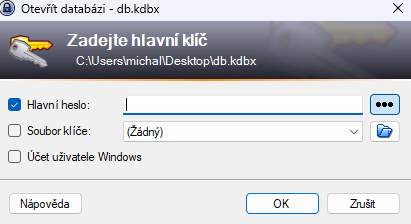 Otevřít databázi - db.kdbx
Zadejte hlavní klíč
C:\Users\michal\Desktop\db.kdbx
Hlavní heslo:
Soubor klíče: (Žádný)
Účet uživatele Windows
Nápověda OK Zrušit